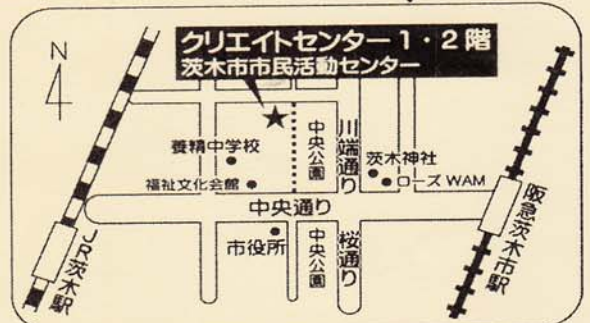 クリエイトセンター1・2階
茨木市市民活動センター
N
養精中学校
福祉文化会館
中央公園
川端通り
茨木神社
ローズWAM
中央通り
市役所
中央公園
桜通り
JR茨木駅
阪急茨木市駅